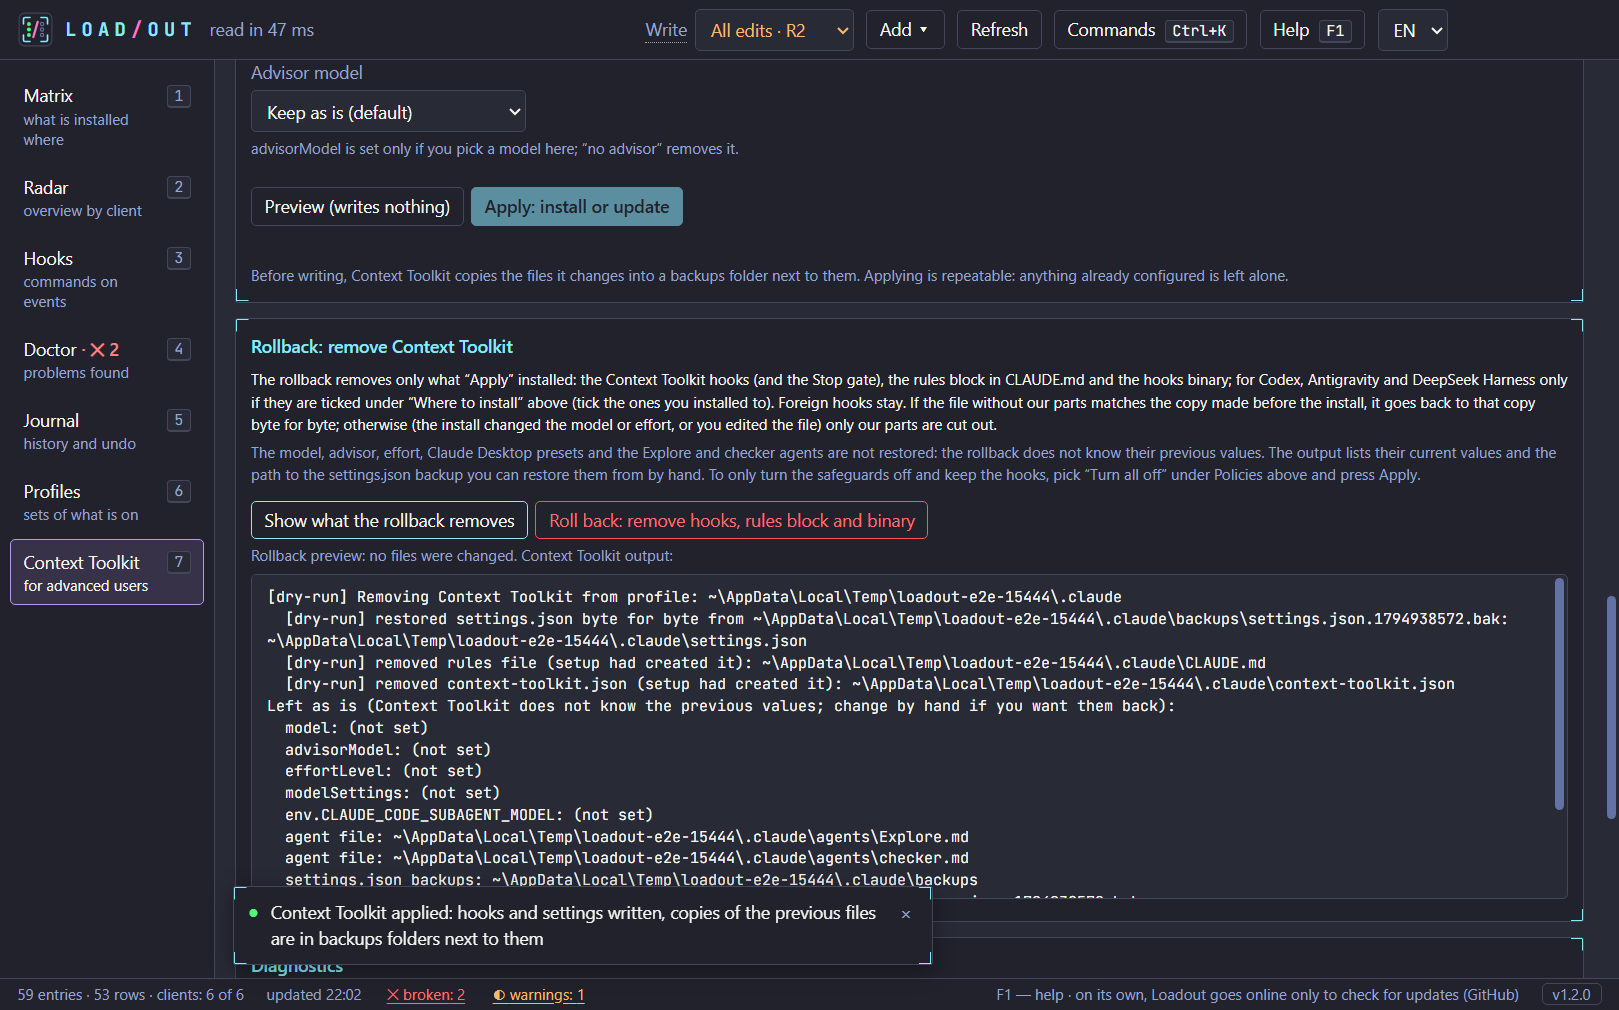 LOAD/OUT read in 47 ms Write All edits · R2 Add ▾ Refresh Commands Ctrl+K Help F1 EN
Matrix 1
what is installed
where
Radar 2
overview by client
Hooks 3
commands on
events
Doctor · ✕ 2 4
problems found
Journal 5
history and undo
Profiles 6
sets of what is on
Context Toolkit 7
for advanced users
Advisor model
Keep as is (default)
advisorModel is set only if you pick a model here; “no advisor” removes it.
Preview (writes nothing) Apply: install or update
Before writing, Context Toolkit copies the files it changes into a backups folder next to them. Applying is repeatable: anything already configured is left alone.
Rollback: remove Context Toolkit
The rollback removes only what “Apply” installed: the Context Toolkit hooks (and the Stop gate), the rules block in CLAUDE.md and the hooks binary; for Codex, Antigravity and DeepSeek Harness only
if they are ticked under “Where to install” above (tick the ones you installed to). Foreign hooks stay. If the file without our parts matches the copy made before the install, it goes back to that copy
byte for byte; otherwise (the install changed the model or effort, or you edited the file) only our parts are cut out.
The model, advisor, effort, Claude Desktop presets and the Explore and checker agents are not restored: the rollback does not know their previous values. The output lists their current values and the
path to the settings.json backup you can restore them from by hand. To only turn the safeguards off and keep the hooks, pick “Turn all off” under Policies above and press Apply.
Show what the rollback removes Roll back: remove hooks, rules block and binary
Rollback preview: no files were changed. Context Toolkit output:
[dry-run] Removing Context Toolkit from profile: ~\AppData\Local\Temp\loadout-e2e-15444\.claude
[dry-run] restored settings.json byte for byte from ~\AppData\Local\Temp\loadout-e2e-15444\.claude\backups\settings.json.1794938572.bak:
~\AppData\Local\Temp\loadout-e2e-15444\.claude\settings.json
[dry-run] removed rules file (setup had created it): ~\AppData\Local\Temp\loadout-e2e-15444\.claude\CLAUDE.md
[dry-run] removed context-toolkit.json (setup had created it): ~\AppData\Local\Temp\loadout-e2e-15444\.claude\context-toolkit.json
Left as is (Context Toolkit does not know the previous values; change by hand if you want them back):
model: (not set)
advisorModel: (not set)
effortLevel: (not set)
modelSettings: (not set)
env.CLAUDE_CODE_SUBAGENT_MODEL: (not set)
agent file: ~\AppData\Local\Temp\loadout-e2e-15444\.claude\agents\Explore.md
agent file: ~\AppData\Local\Temp\loadout-e2e-15444\.claude\agents\checker.md
settings.json backups: ~\AppData\Local\Temp\loadout-e2e-15444\.claude\backups
Context Toolkit applied: hooks and settings written, copies of the previous files ×
are in backups folders next to them
Diagnostics
59 entries · 53 rows · clients: 6 of 6 updated 22:02 ✕ broken: 2 ◐ warnings: 1 F1 — help · on its own, Loadout goes online only to check for updates (GitHub) v1.2.0